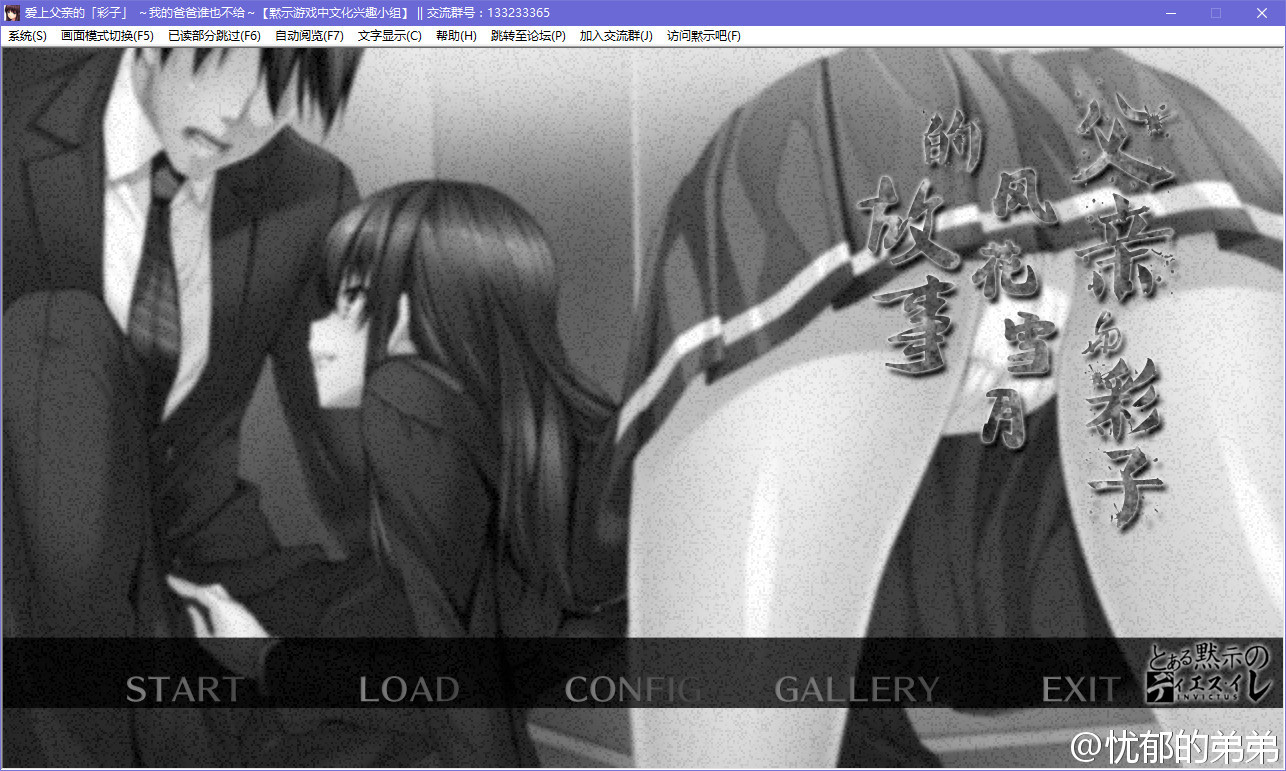 爱上父亲的「彩子」 ～我的爸爸谁也不给～【黙示游戏中文化兴趣小组】 || 交流群号：133233365
系统(S) 画面模式切换(F5) 已读部分跳过(F6) 自动阅览(F7) 文字显示(C) 帮助(H) 跳转至论坛(P) 加入交流群(J) 访问黙示吧(F)
父亲与彩子
风花雪月
的故事
START LOAD CONFIG GALLERY EXIT
とある黙示の
ディエスイレ
INVICTUS
@忧郁的弟弟